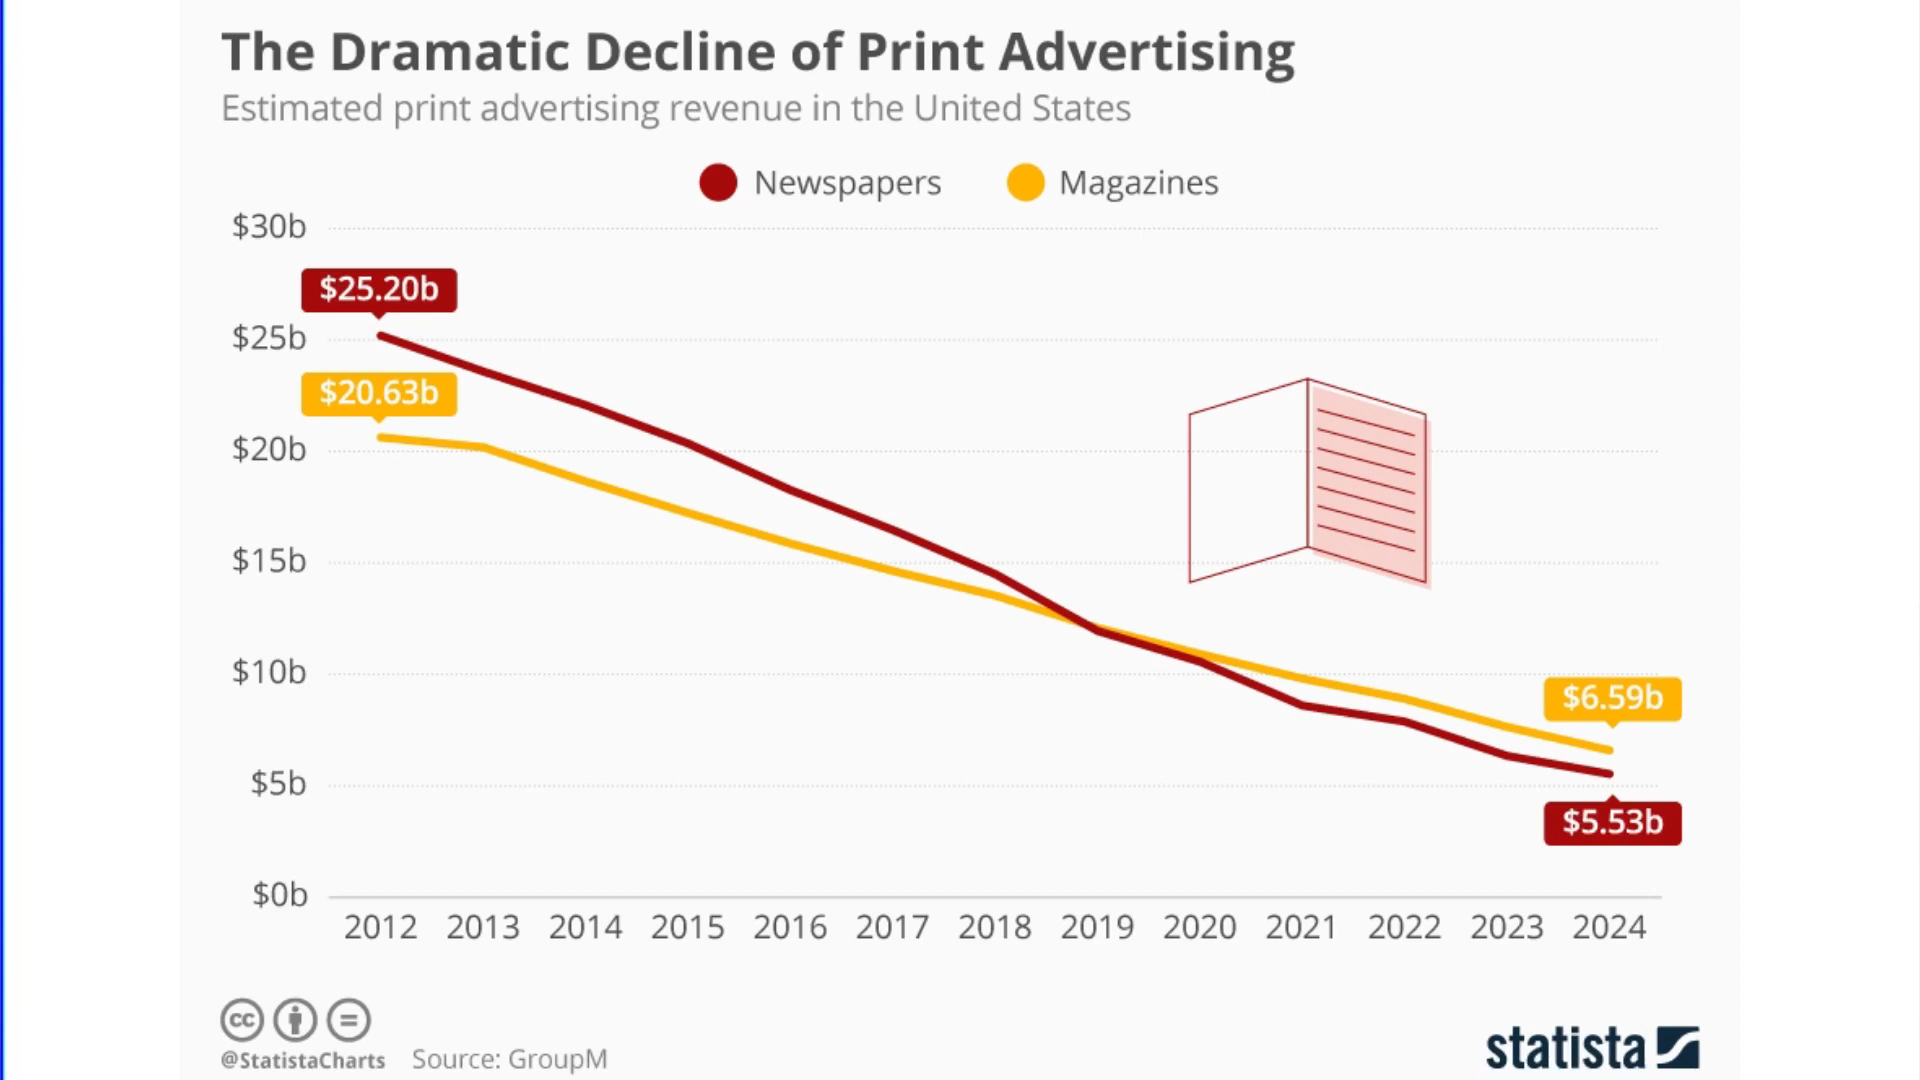 The Dramatic Decline of Print Advertising
Estimated print advertising revenue in the United States
Newspapers Magazines
$30b
$25.20b
$25b
$20.63b
$20b
$15b
$10b
$6.59b
$5b
$5.53b
$0b
2012 2013 2014 2015 2016 2017 2018 2019 2020 2021 2022 2023 2024
cc
@StatistaCharts Source: GroupM
statista